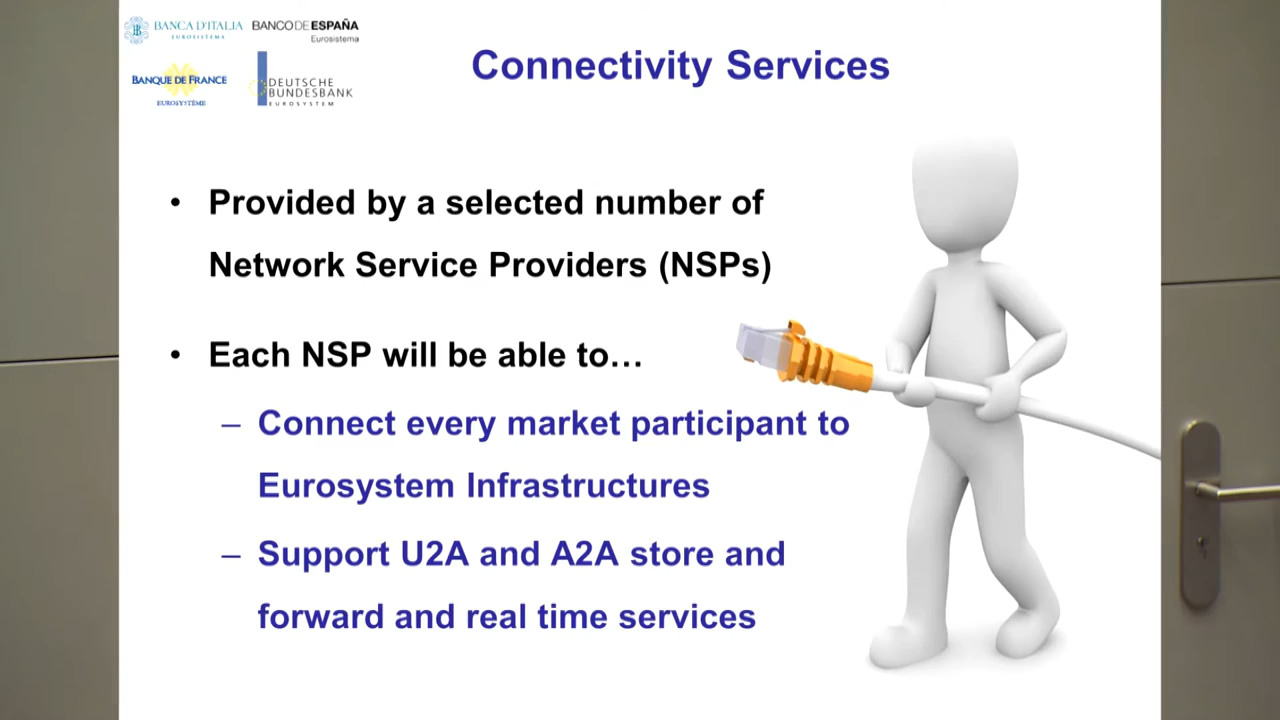 BANCA D'ITALIA
EUROSISTEMA
BANCO DE ESPAÑA
Eurosistema
BANQUE DE FRANCE
EUROSYSTÈME
DEUTSCHE
BUNDESBANK
EUROSYSTEM
Connectivity Services
• Provided by a selected number of
Network Service Providers (NSPs)
• Each NSP will be able to…
– Connect every market participant to
Eurosystem Infrastructures
– Support U2A and A2A store and
forward and real time services